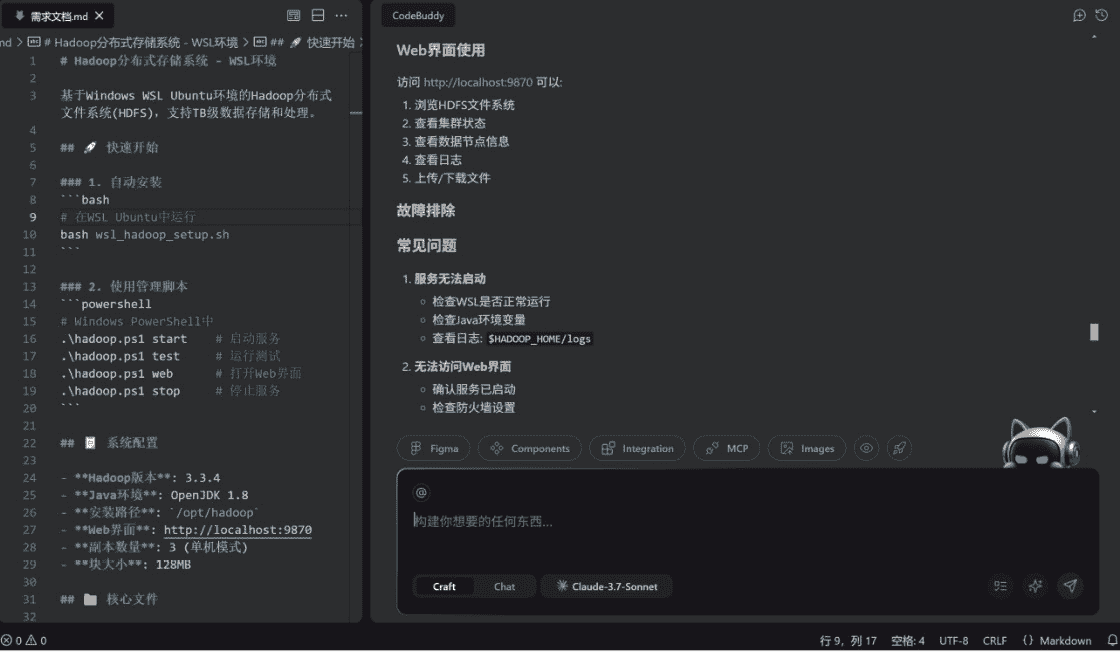 需求文档.md
md > # Hadoop分布式存储系统 - WSL环境 > ## 🚀 快速开始
1 # Hadoop分布式存储系统 - WSL环境
2
3 基于Windows WSL Ubuntu环境的Hadoop分布式
文件系统(HDFS)，支持TB级数据存储和处理。
4
5 ## 🚀 快速开始
6
7 ### 1. 自动安装
8 ```bash
9 # 在WSL Ubuntu中运行
10 bash wsl_hadoop_setup.sh
11 ```
12
13 ### 2. 使用管理脚本
14 ```powershell
15 # Windows PowerShell中
16 .\hadoop.ps1 start # 启动服务
17 .\hadoop.ps1 test # 运行测试
18 .\hadoop.ps1 web # 打开Web界面
19 .\hadoop.ps1 stop # 停止服务
20 ```
21
22 ## 📋 系统配置
23
24 - **Hadoop版本**: 3.3.4
25 - **Java环境**: OpenJDK 1.8
26 - **安装路径**: `/opt/hadoop`
27 - **Web界面**: http://localhost:9870
28 - **副本数量**: 3 (单机模式)
29 - **块大小**: 128MB
30
31 ## 📁 核心文件
32
CodeBuddy
Web界面使用
访问 http://localhost:9870 可以:
1. 浏览HDFS文件系统
2. 查看集群状态
3. 查看数据节点信息
4. 查看日志
5. 上传/下载文件
故障排除
常见问题
1. 服务无法启动
检查WSL是否正常运行
检查Java环境变量
查看日志: $HADOOP_HOME/logs
2. 无法访问Web界面
确认服务已启动
检查防火墙设置
Figma Components Integration MCP Images
@
构建你想要的任何东西...
Craft Chat Claude-3.7-Sonnet
0 0 行 9，列 17 空格: 4 UTF-8 CRLF {} Markdown